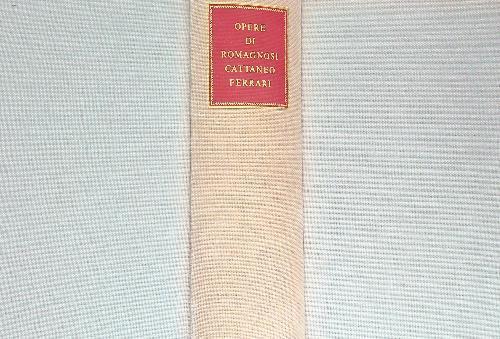 OPERE
DI
ROMAGNOSI
CATTANEO
FERRARI